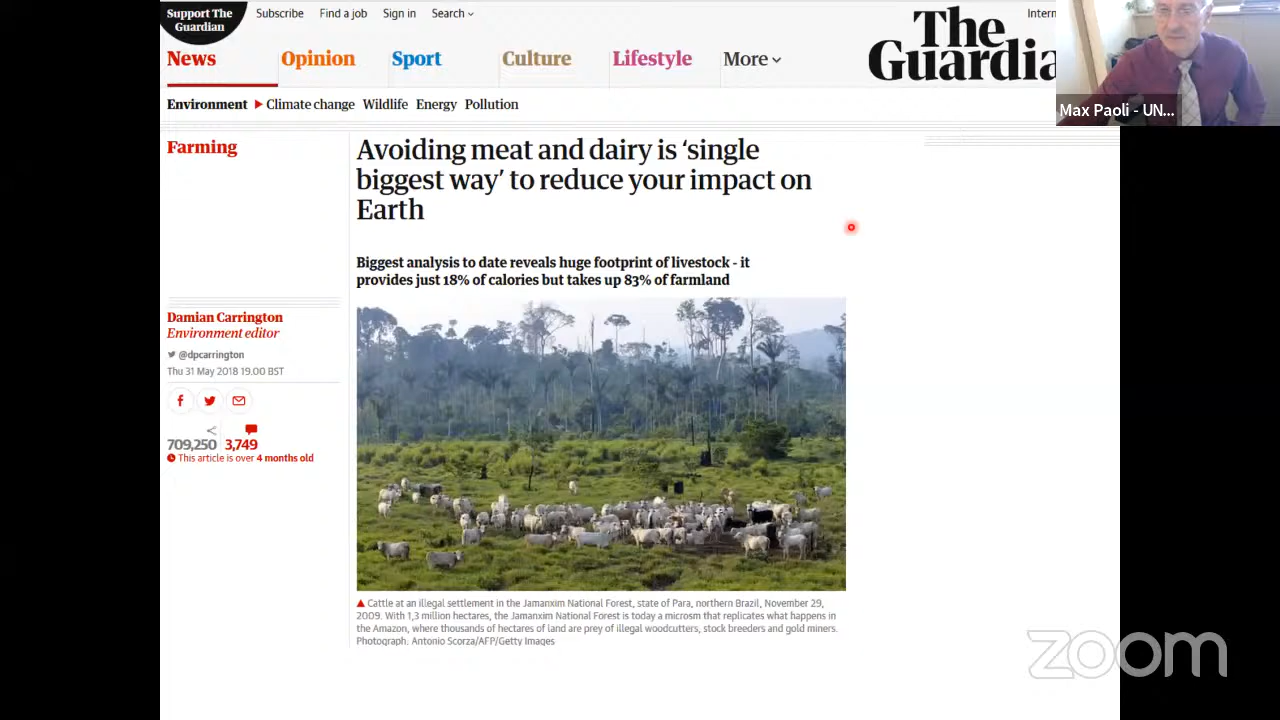 Support The
Guardian
Subscribe
Find a job
Sign in
Search
Intern
The
Guardia
News
Opinion
Sport
Culture
Lifestyle
More
Max Paoli - UN...
Environment
Climate change
Wildlife
Energy
Pollution
Farming
Avoiding meat and dairy is ‘single
biggest way’ to reduce your impact on
Earth
Biggest analysis to date reveals huge footprint of livestock - it
provides just 18% of calories but takes up 83% of farmland
Damian Carrington
Environment editor
@dpcarrington
Thu 31 May 2018 19.00 BST
709,250
3,749
This article is over 4 months old
Cattle at an illegal settlement in the Jamanxim National Forest, state of Para, northern Brazil, November 29,
2009. With 1,3 million hectares, the Jamanxim National Forest is today a microsm that replicates what happens in
the Amazon, where thousands of hectares of land are prey of illegal woodcutters, stock breeders and gold miners.
Photograph: Antonio Scorza/AFP/Getty Images
zoom